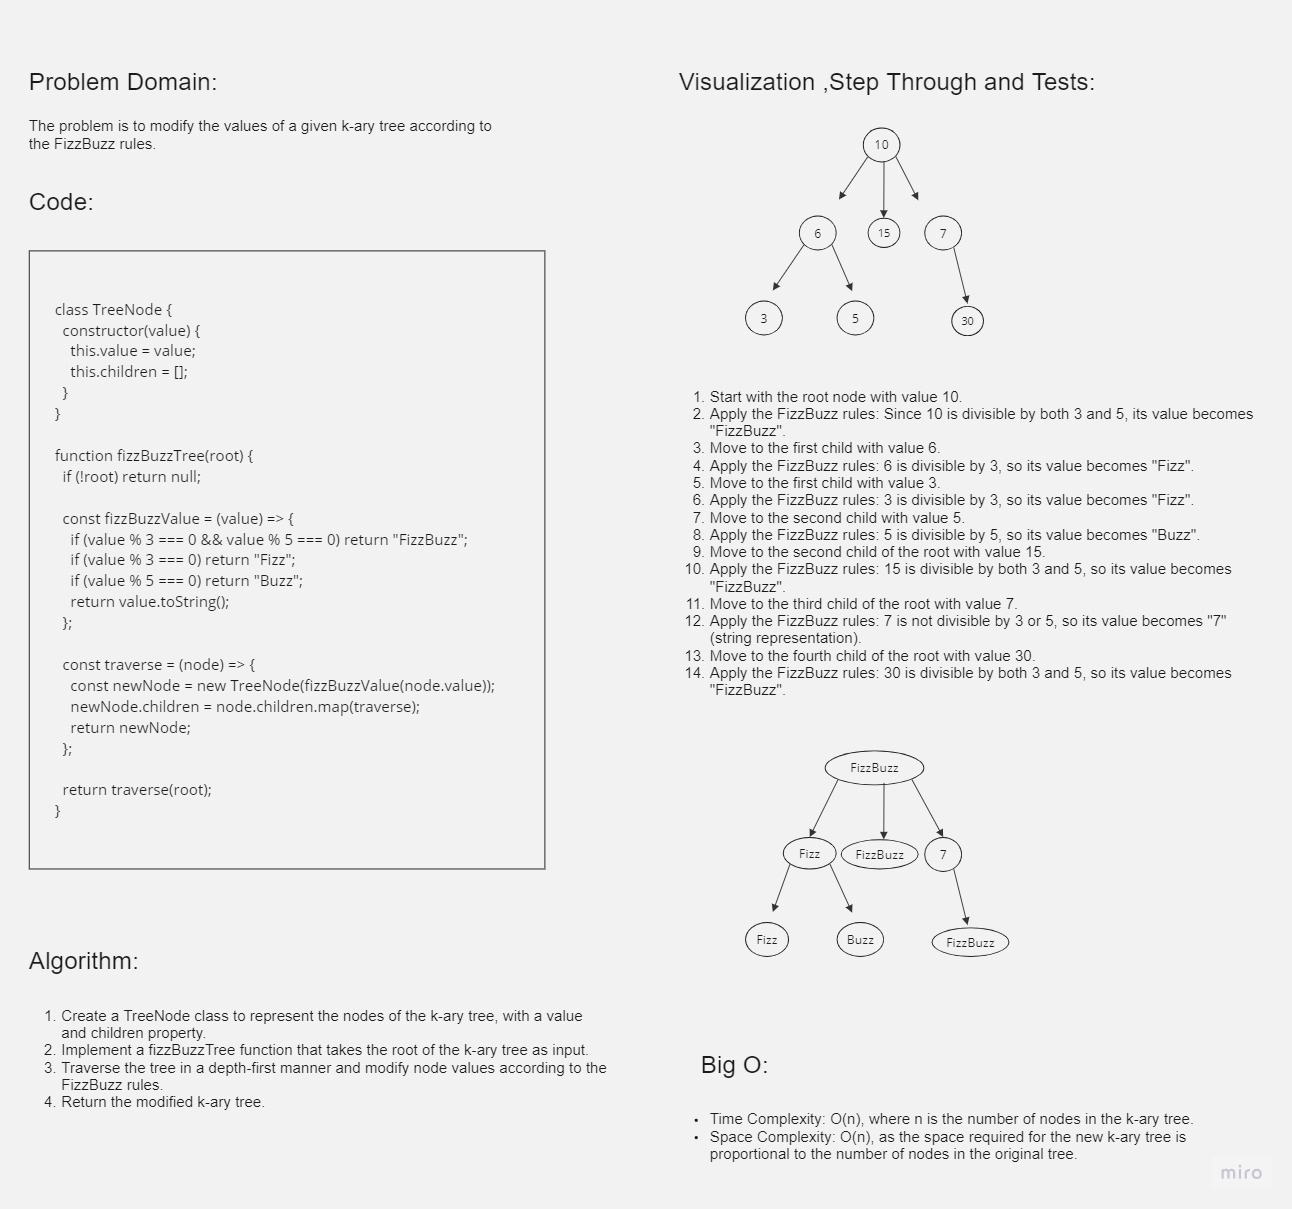 Problem Domain:
The problem is to modify the values of a given k-ary tree according to
the FizzBuzz rules.
Code:
class TreeNode {
constructor(value) {
this.value = value;
this.children = [];
}
}
function fizzBuzzTree(root) {
if (!root) return null;
const fizzBuzzValue = (value) => {
if (value % 3 === 0 && value % 5 === 0) return "FizzBuzz";
if (value % 3 === 0) return "Fizz";
if (value % 5 === 0) return "Buzz";
return value.toString();
};
const traverse = (node) => {
const newNode = new TreeNode(fizzBuzzValue(node.value));
newNode.children = node.children.map(traverse);
return newNode;
};
return traverse(root);
}
Algorithm:
1. Create a TreeNode class to represent the nodes of the k-ary tree, with a value
and children property.
2. Implement a fizzBuzzTree function that takes the root of the k-ary tree as input.
3. Traverse the tree in a depth-first manner and modify node values according to the
FizzBuzz rules.
4. Return the modified k-ary tree.
Visualization ,Step Through and Tests:
10
6
15
7
3
5
30
1. Start with the root node with value 10.
2. Apply the FizzBuzz rules: Since 10 is divisible by both 3 and 5, its value becomes
"FizzBuzz".
3. Move to the first child with value 6.
4. Apply the FizzBuzz rules: 6 is divisible by 3, so its value becomes "Fizz".
5. Move to the first child with value 3.
6. Apply the FizzBuzz rules: 3 is divisible by 3, so its value becomes "Fizz".
7. Move to the second child with value 5.
8. Apply the FizzBuzz rules: 5 is divisible by 5, so its value becomes "Buzz".
9. Move to the second child of the root with value 15.
10. Apply the FizzBuzz rules: 15 is divisible by both 3 and 5, so its value becomes
"FizzBuzz".
11. Move to the third child of the root with value 7.
12. Apply the FizzBuzz rules: 7 is not divisible by 3 or 5, so its value becomes "7"
(string representation).
13. Move to the fourth child of the root with value 30.
14. Apply the FizzBuzz rules: 30 is divisible by both 3 and 5, so its value becomes
"FizzBuzz".
FizzBuzz
Fizz
FizzBuzz
7
Fizz
Buzz
FizzBuzz
Big O:
• Time Complexity: O(n), where n is the number of nodes in the k-ary tree.
• Space Complexity: O(n), as the space required for the new k-ary tree is
proportional to the number of nodes in the original tree.
miro